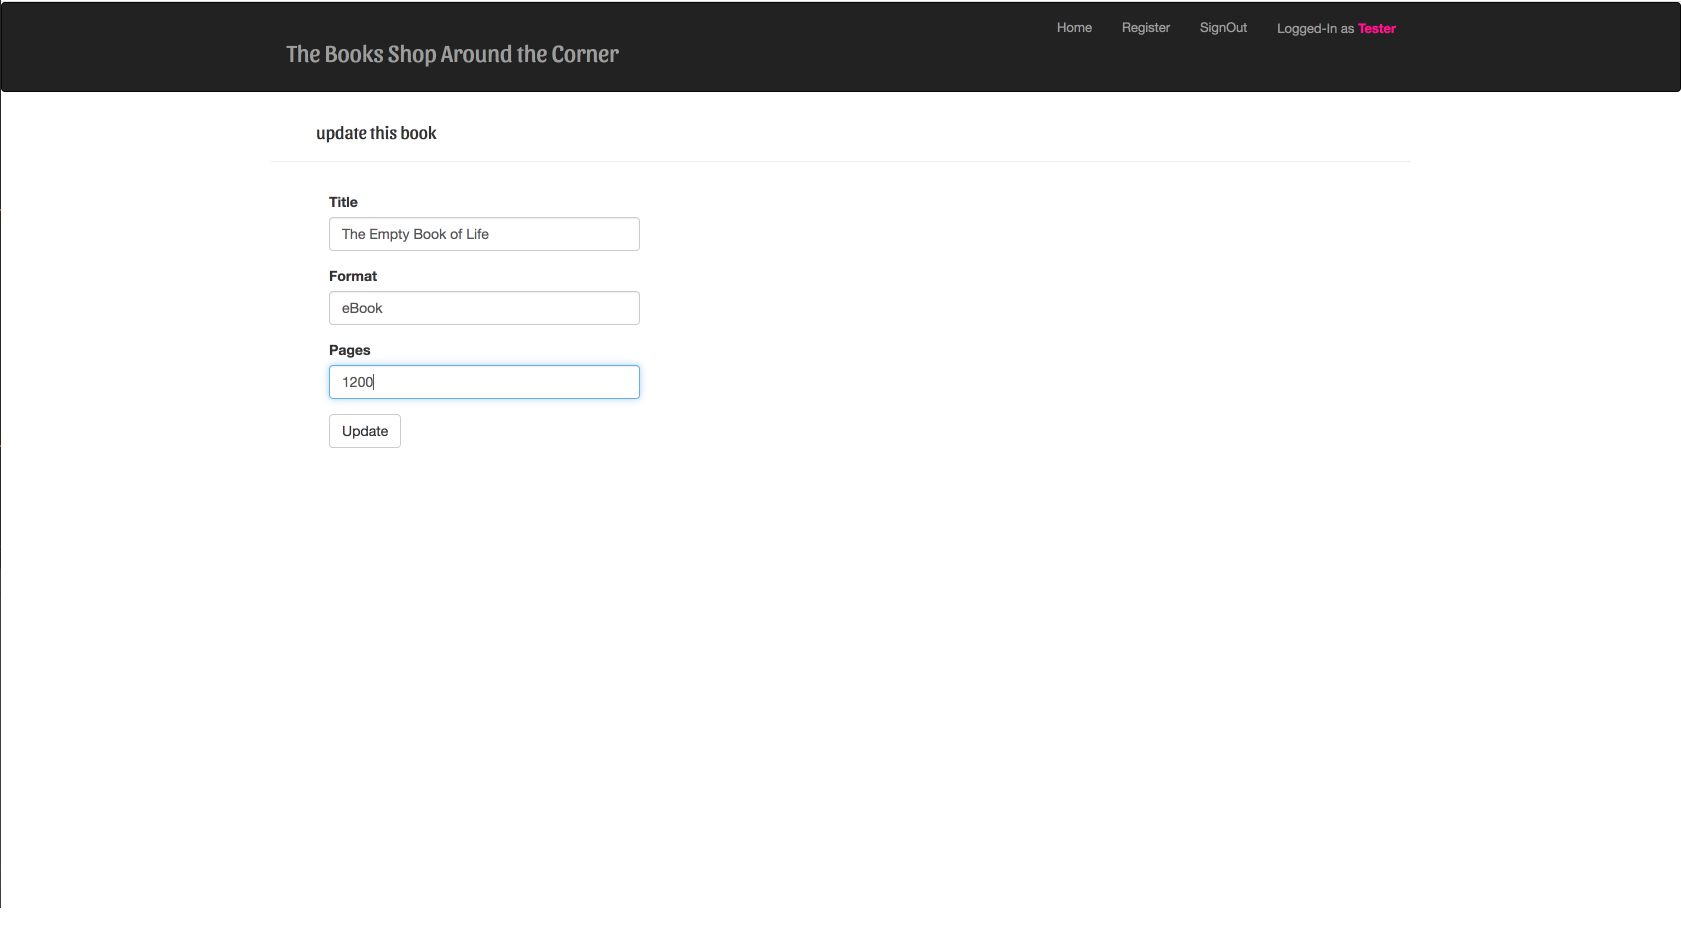 Home Register SignOut Logged-In as Tester
The Books Shop Around the Corner
update this book
Title
The Empty Book of Life
Format
eBook
Pages
1200
Update